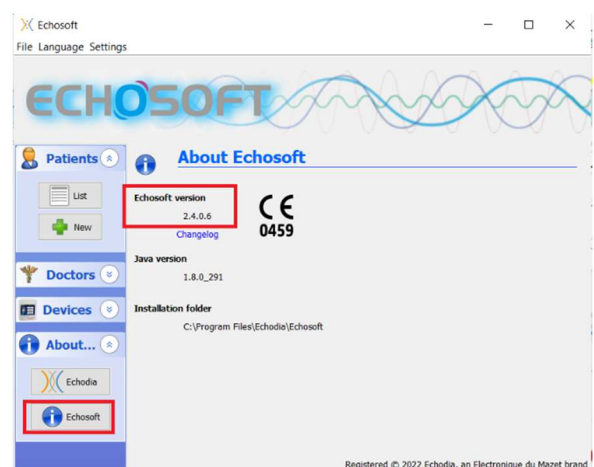 Echosoft
File Language Settings
ECHOSOFT
Patients
List
New
Doctors
Devices
About...
Echodia
Echosoft
About Echosoft
Echosoft version
2.4.0.6
Changelog
CE
0459
Java version
1.8.0_291
Installation folder
C:\Program Files\Echodia\Echosoft
Registered © 2022 Echodia, an Electronique du Mazet brand